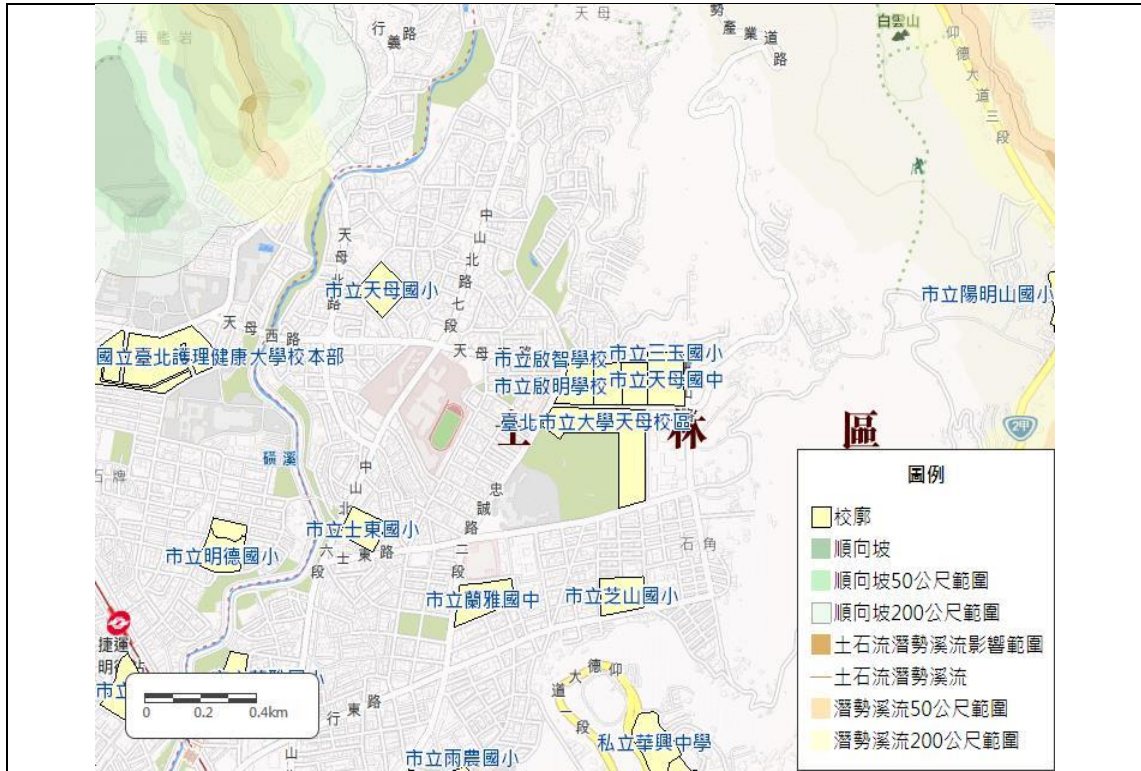 天母
白雲山
軍艦岩
行義路
勢產業道路
仰德大道三段
中山北路七段
天母北路
市立天母國小
市立陽明山國小
天母西路
國立臺北護理健康大學校本部
市立啟智學校
市立三玉國小
市立啟明學校
市立天母國中
臺北市立大學天母校區
士林區
2甲
磺溪
石牌
中山北路六段
忠誠路二段
市立士東國小
士東路
市立明德國小
石角
市立蘭雅國中
市立芝山國小
捷運
仰德大道一段
私立華興中學
市立雨農國小
0 0.2 0.4km
圖例
校廓
順向坡
順向坡50公尺範圍
順向坡200公尺範圍
土石流潛勢溪流影響範圍
土石流潛勢溪流
潛勢溪流50公尺範圍
潛勢溪流200公尺範圍